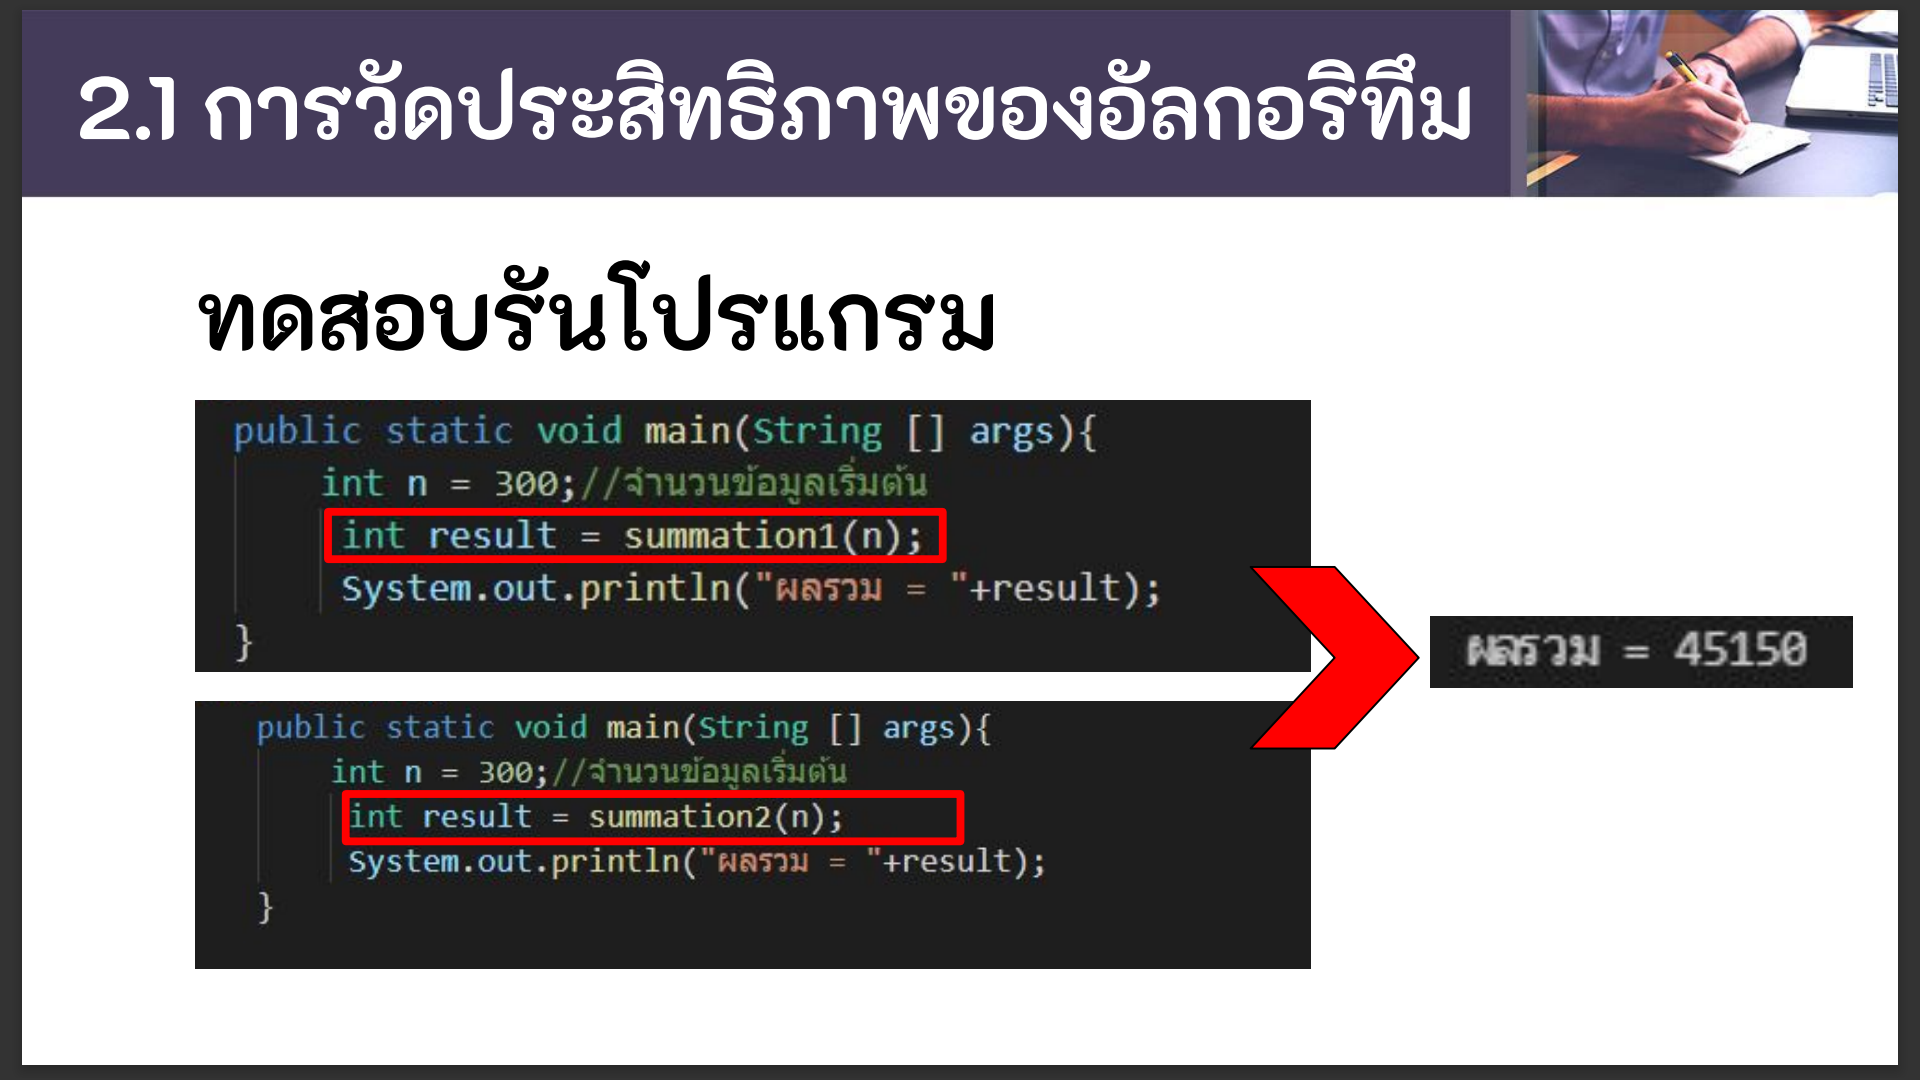 2.1 การวัดประสิทธิภาพของอัลกอริทึม
ทดสอบรันโปรแกรม
public static void main(String [] args){
int n = 300;//จำนวนข้อมูลเริ่มต้น
int result = summation1(n);
System.out.println("ผลรวม = "+result);
}
ผลรวม = 45150
public static void main(String [] args){
int n = 300;//จำนวนข้อมูลเริ่มต้น
int result = summation2(n);
System.out.println("ผลรวม = "+result);
}